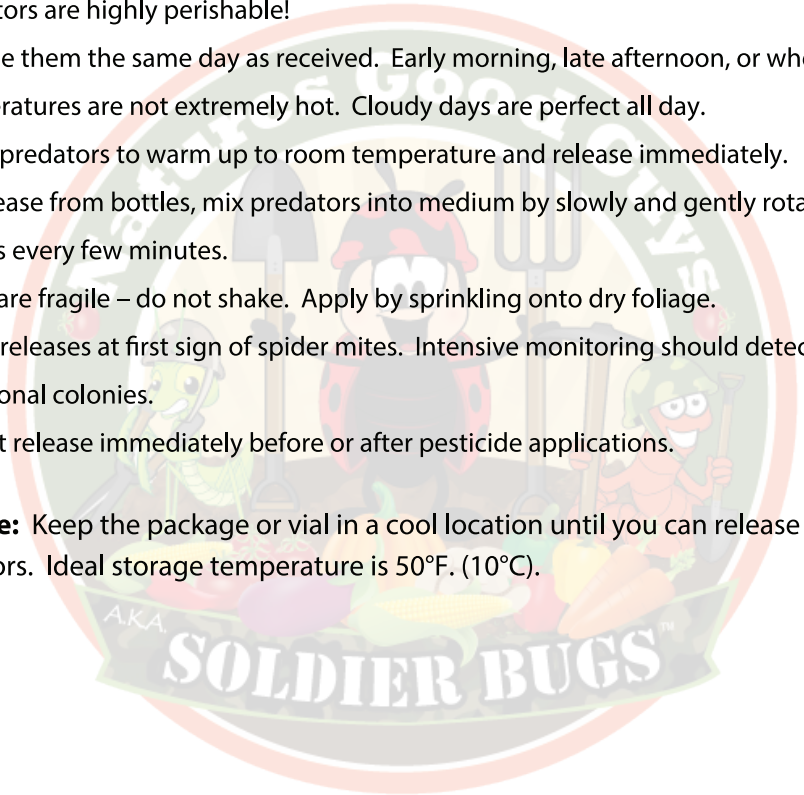 tors are highly perishable!
e them the same day as received. Early morning, late afternoon, or whe
eratures are not extremely hot. Cloudy days are perfect all day.
predators to warm up to room temperature and release immediately.
ease from bottles, mix predators into medium by slowly and gently rota
s every few minutes.
are fragile – do not shake. Apply by sprinkling onto dry foliage.
releases at first sign of spider mites. Intensive monitoring should detec
onal colonies.
t release immediately before or after pesticide applications.
e: Keep the package or vial in a cool location until you can release
ors. Ideal storage temperature is 50°F. (10°C).
Natures Good Guys
A.K.A.
SOLDIER BUGS™